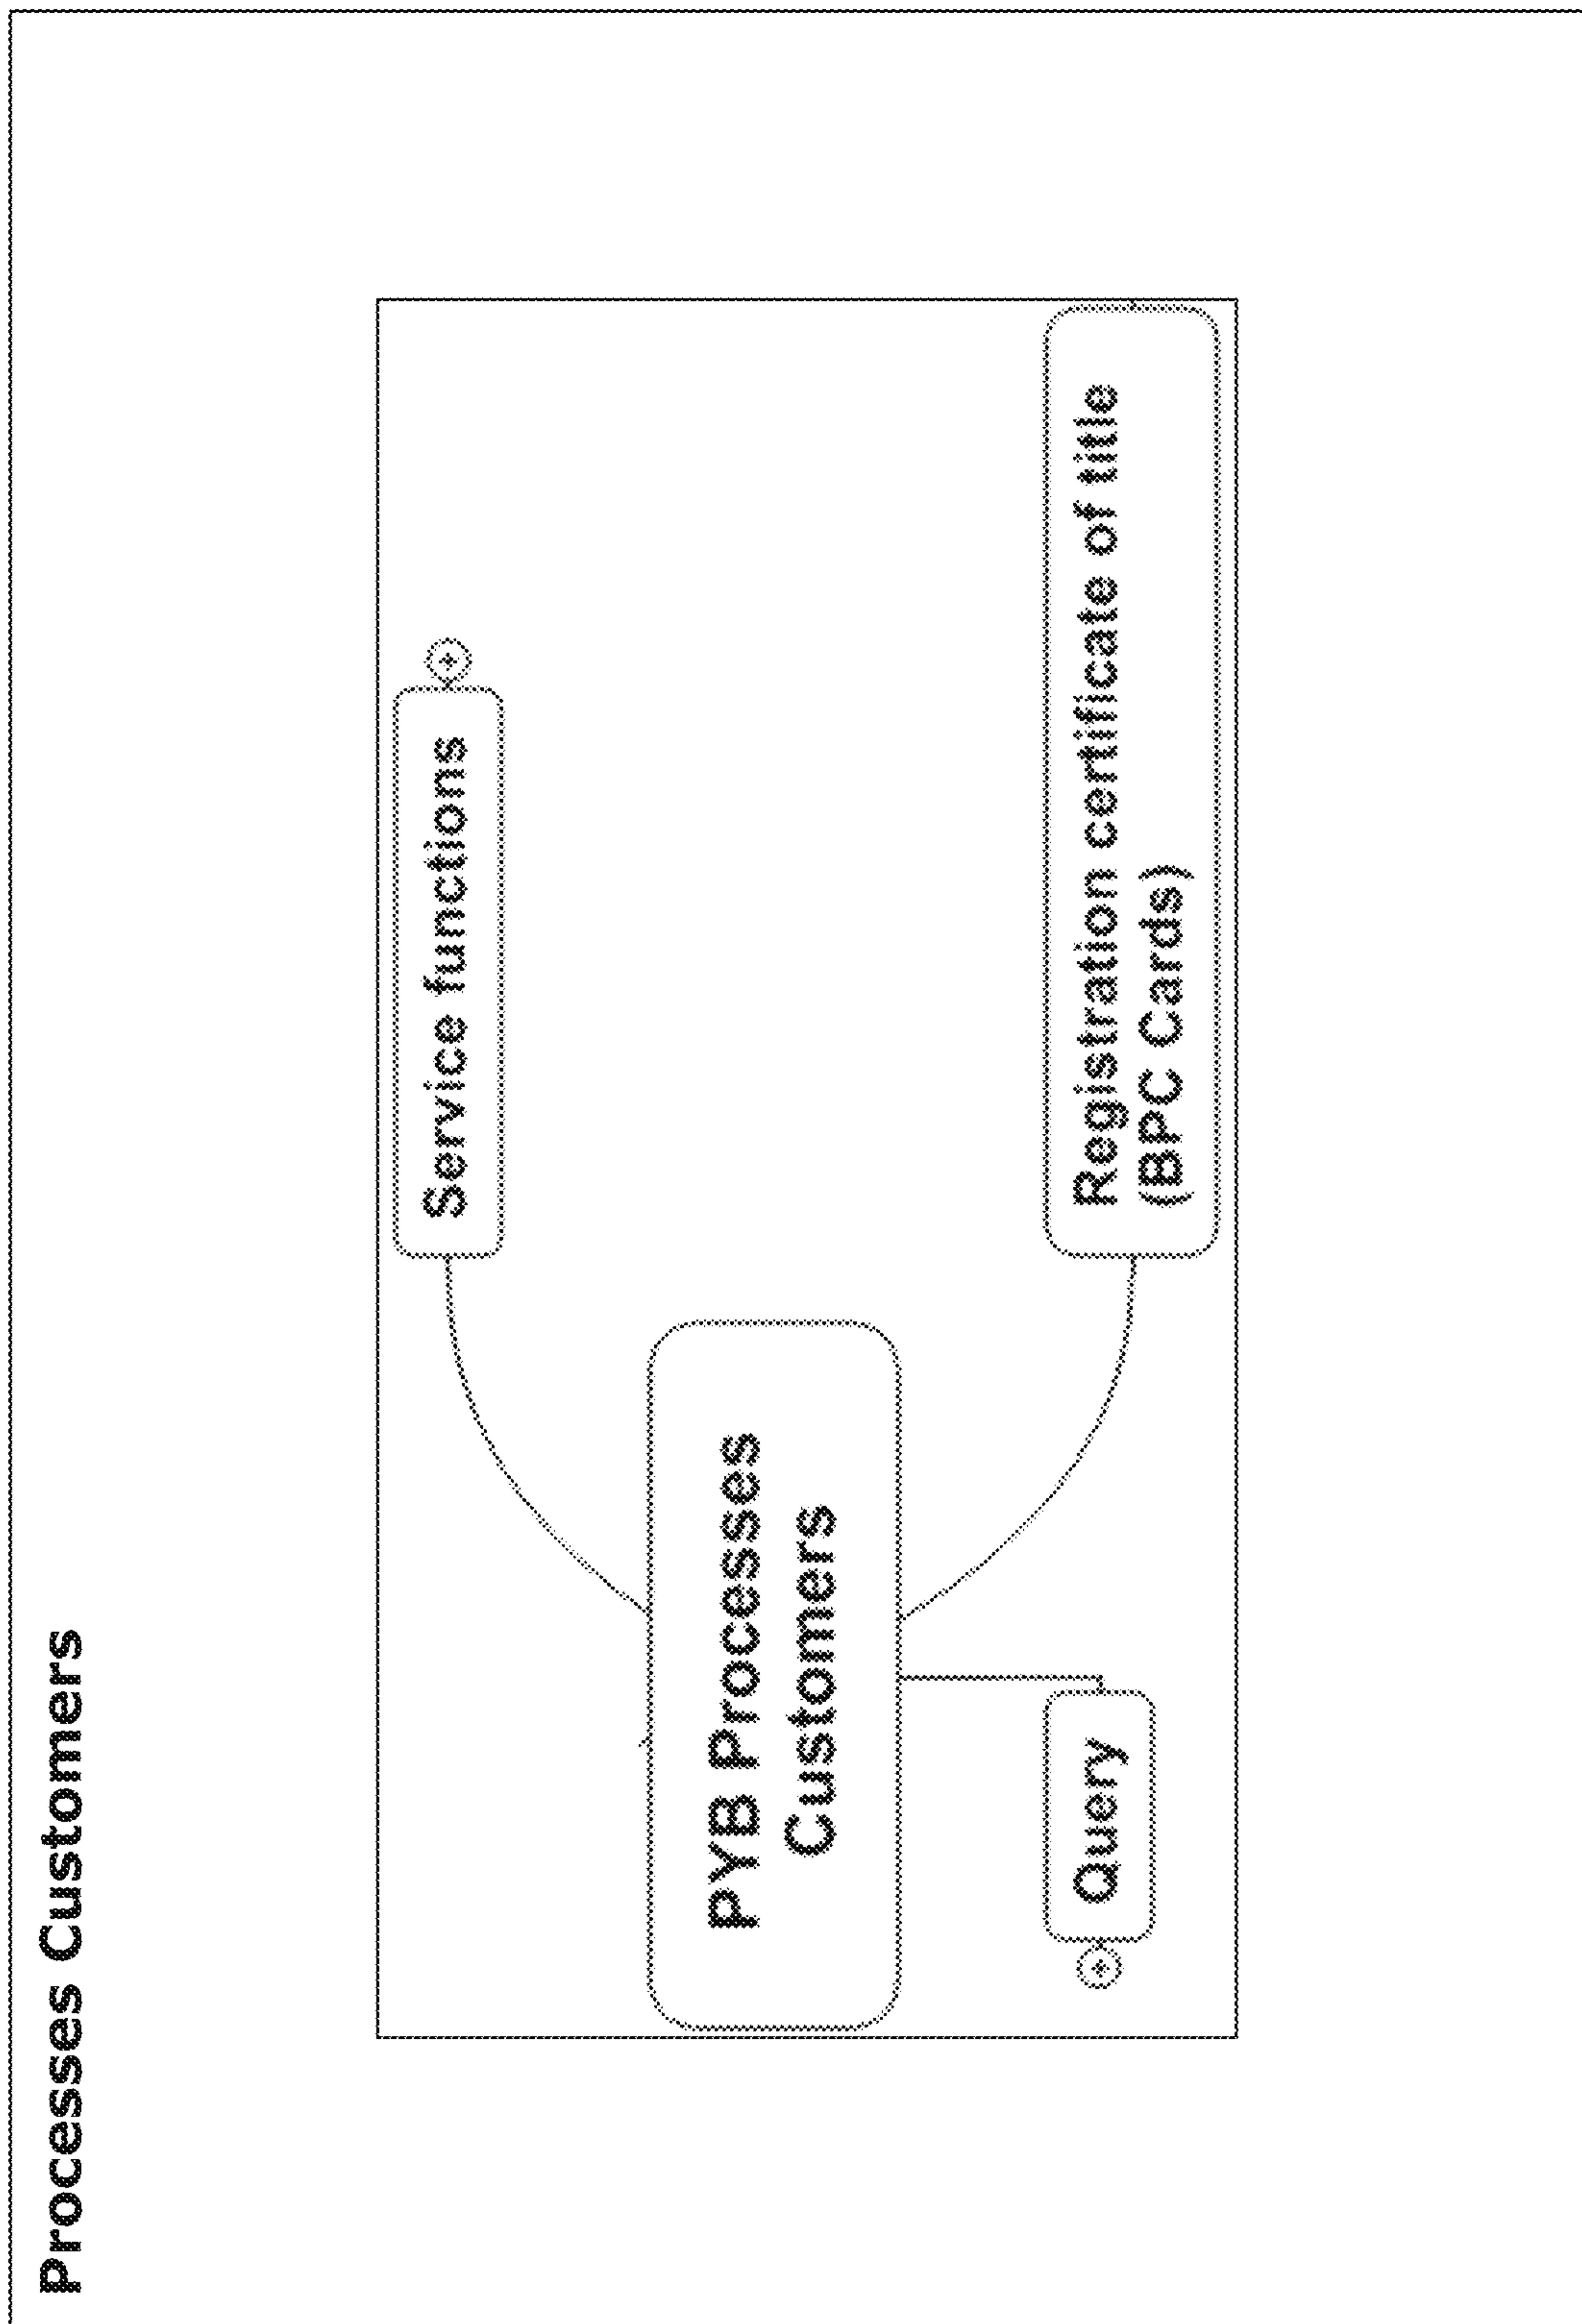 Processes Customers
Service functions
PYB Processes
Customers
Query
Registration certificate of title
(BPC Cards)